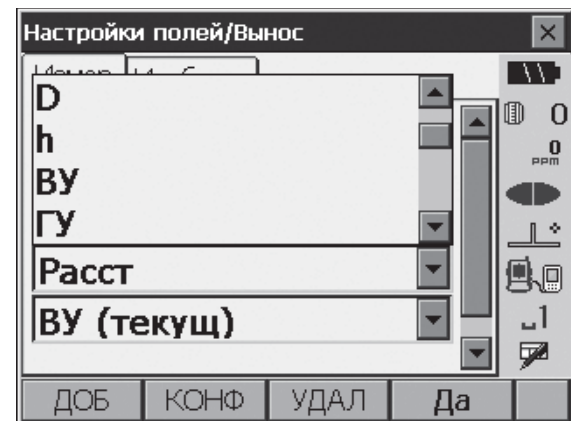 Настройки полей/Вынос
D
h
ВУ
ГУ
Расст
ВУ (текущ)
0
0
PPM
1
ДОБ КОНФ УДАЛ Да